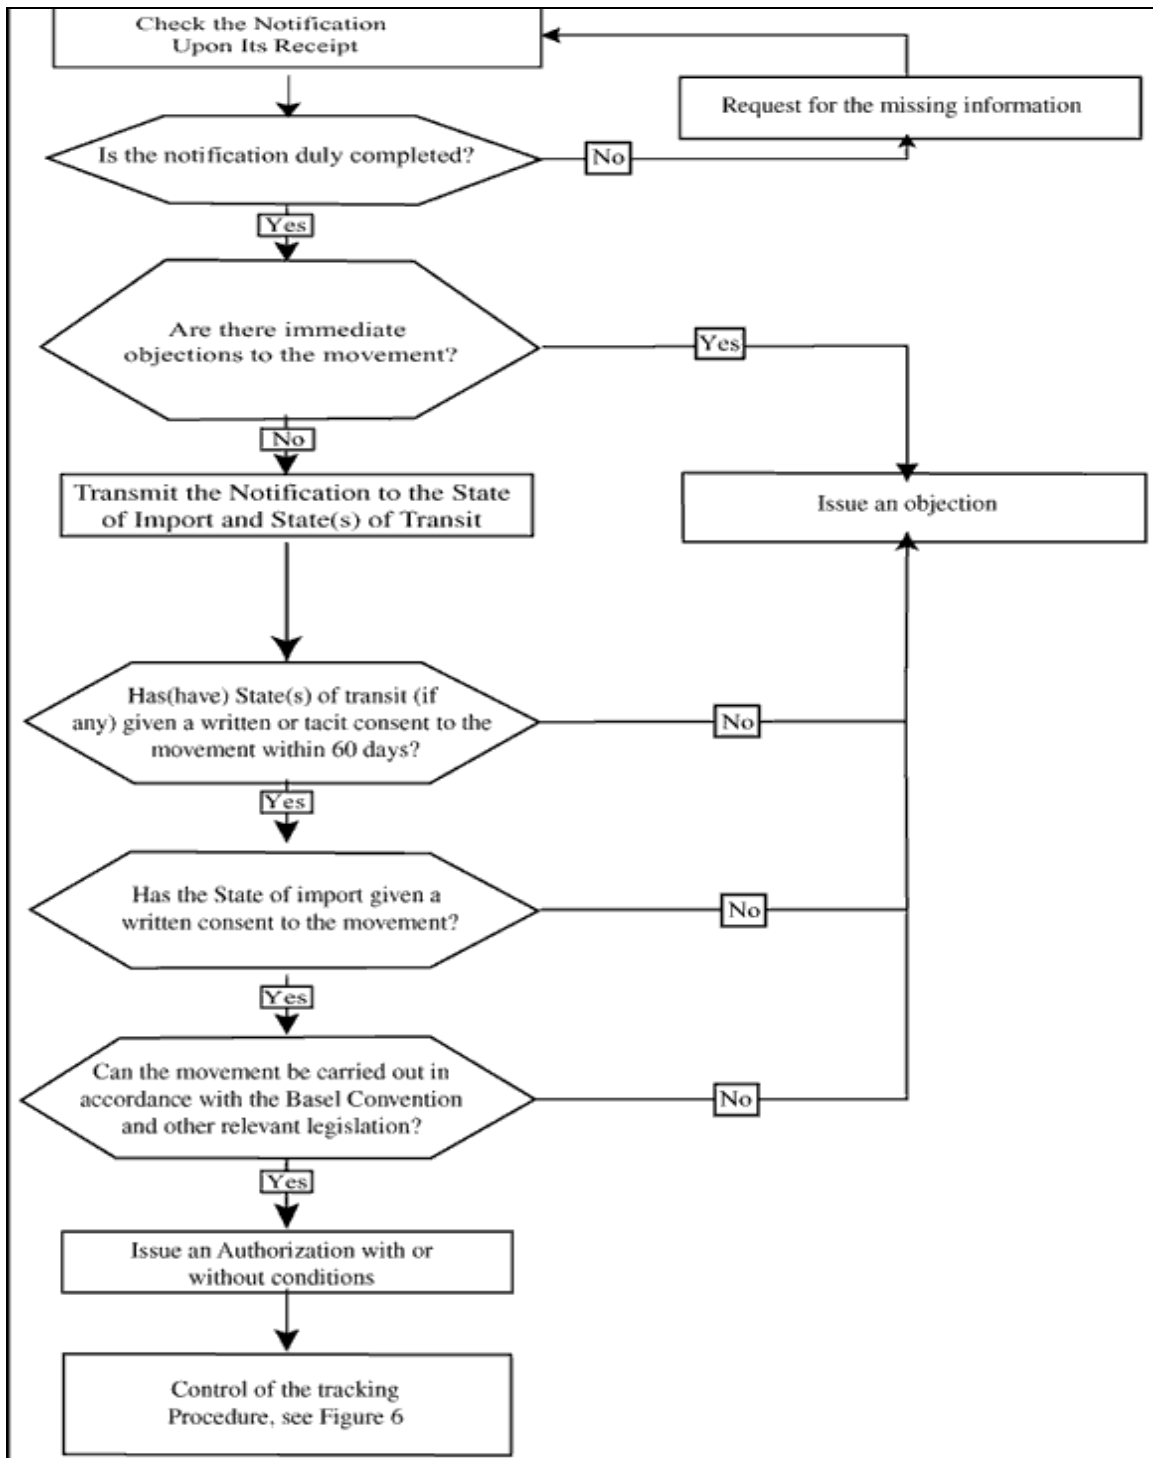 Check the Notification
Upon Its Receipt
Request for the missing information
Is the notification duly completed?
No
Yes
Are there immediate
objections to the movement?
Yes
No
Transmit the Notification to the State
of Import and State(s) of Transit
Issue an objection
Has(have) State(s) of transit (if
any) given a written or tacit consent to the
movement within 60 days?
No
Yes
Has the State of import given a
written consent to the movement?
No
Yes
Can the movement be carried out in
accordance with the Basel Convention
and other relevant legislation?
No
Yes
Issue an Authorization with or
without conditions
Control of the tracking
Procedure, see Figure 6